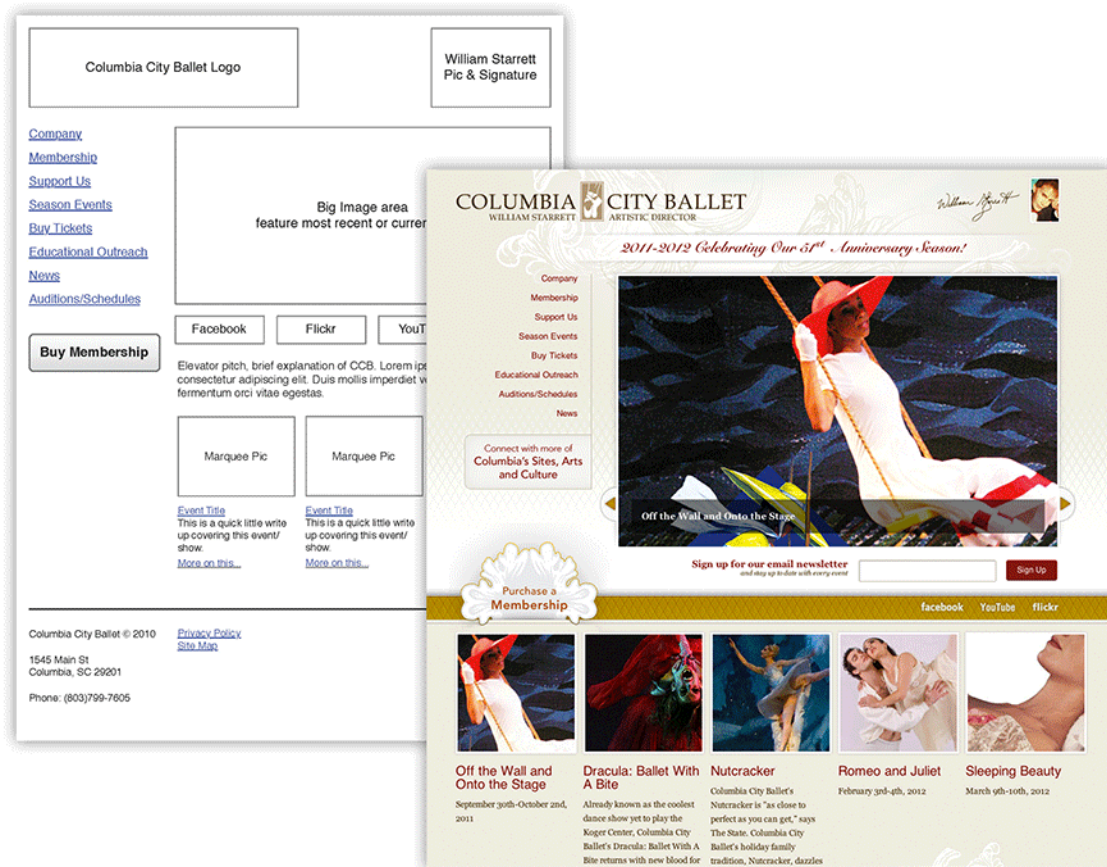 Columbia City Ballet Logo
William Starrett
Pic & Signature
Company
Membership
Support Us
Season Events
Buy Tickets
Educational Outreach
News
Auditions/Schedules
Buy Membership
Big Image area
feature most recent or curren
Facebook
Flickr
YouT
Elevator pitch, brief explanation of CCB. Lorem ips
consectetur adipiscing elit. Duis mollis imperdiet v
fermentum orci vitae egestas.
Marquee Pic
Marquee Pic
Event Title
This is a quick little write
up covering this event/
show.
More on this...
Event Title
This is a quick little write
up covering this event/
show.
More on this...
Columbia City Ballet © 2010
1545 Main St
Columbia, SC 29201
Phone: (803)799-7605
Privacy Policy
Site Map
COLUMBIA CITY BALLET
WILLIAM STARRETT ARTISTIC DIRECTOR
2011-2012 Celebrating Our 51st Anniversary Season!
Company
Membership
Support Us
Season Events
Buy Tickets
Educational Outreach
Auditions/Schedules
News
Connect with more of
Columbia's Sites, Arts
and Culture
Off the Wall and Onto the Stage
Sign up for our email newsletter
and stay up to date with every event
Sign Up
Purchase a
Membership
facebook YouTube flickr
Off the Wall and
Onto the Stage
September 30th-October 2nd,
2011
Dracula: Ballet With
A Bite
Already known as the coolest
dance show yet to play the
Koger Center, Columbia City
Ballet's Dracula: Ballet With A
Bite returns with new blood for
Nutcracker
Columbia City Ballet's
Nutcracker is "as close to
perfect as you can get," says
The State. Columbia City
Ballet's holiday family
tradition, Nutcracker, dazzles
Romeo and Juliet
February 3rd-4th, 2012
Sleeping Beauty
March 9th-10th, 2012